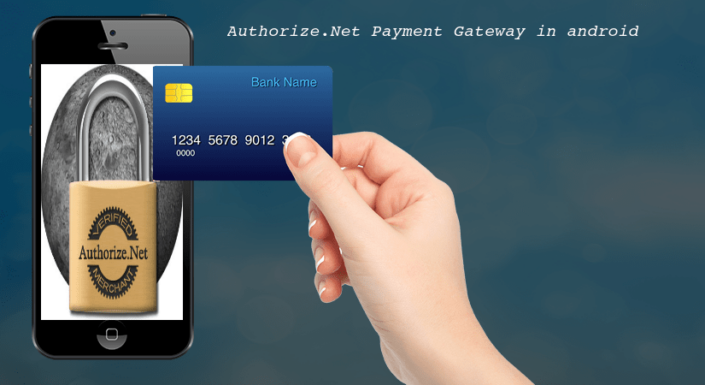 Authorize.Net Payment Gateway in android
Bank Name
1234 5678 9012
0000
VERIFIED
Authorize.Net
MERCHANT